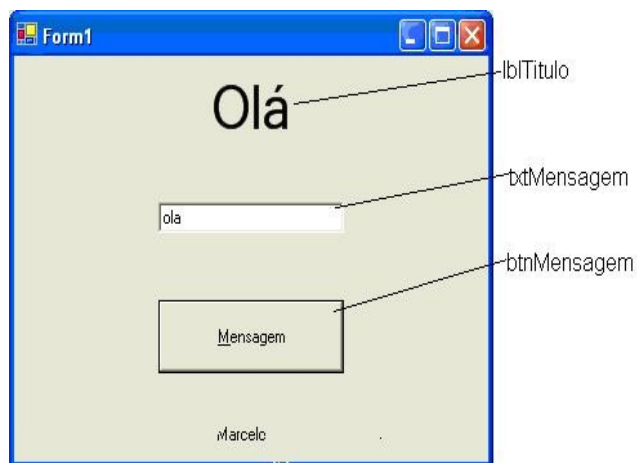 Form1
Olá
lblTitulo
txtMensagem
ola
btnMensagem
Mensagem
Marcelo